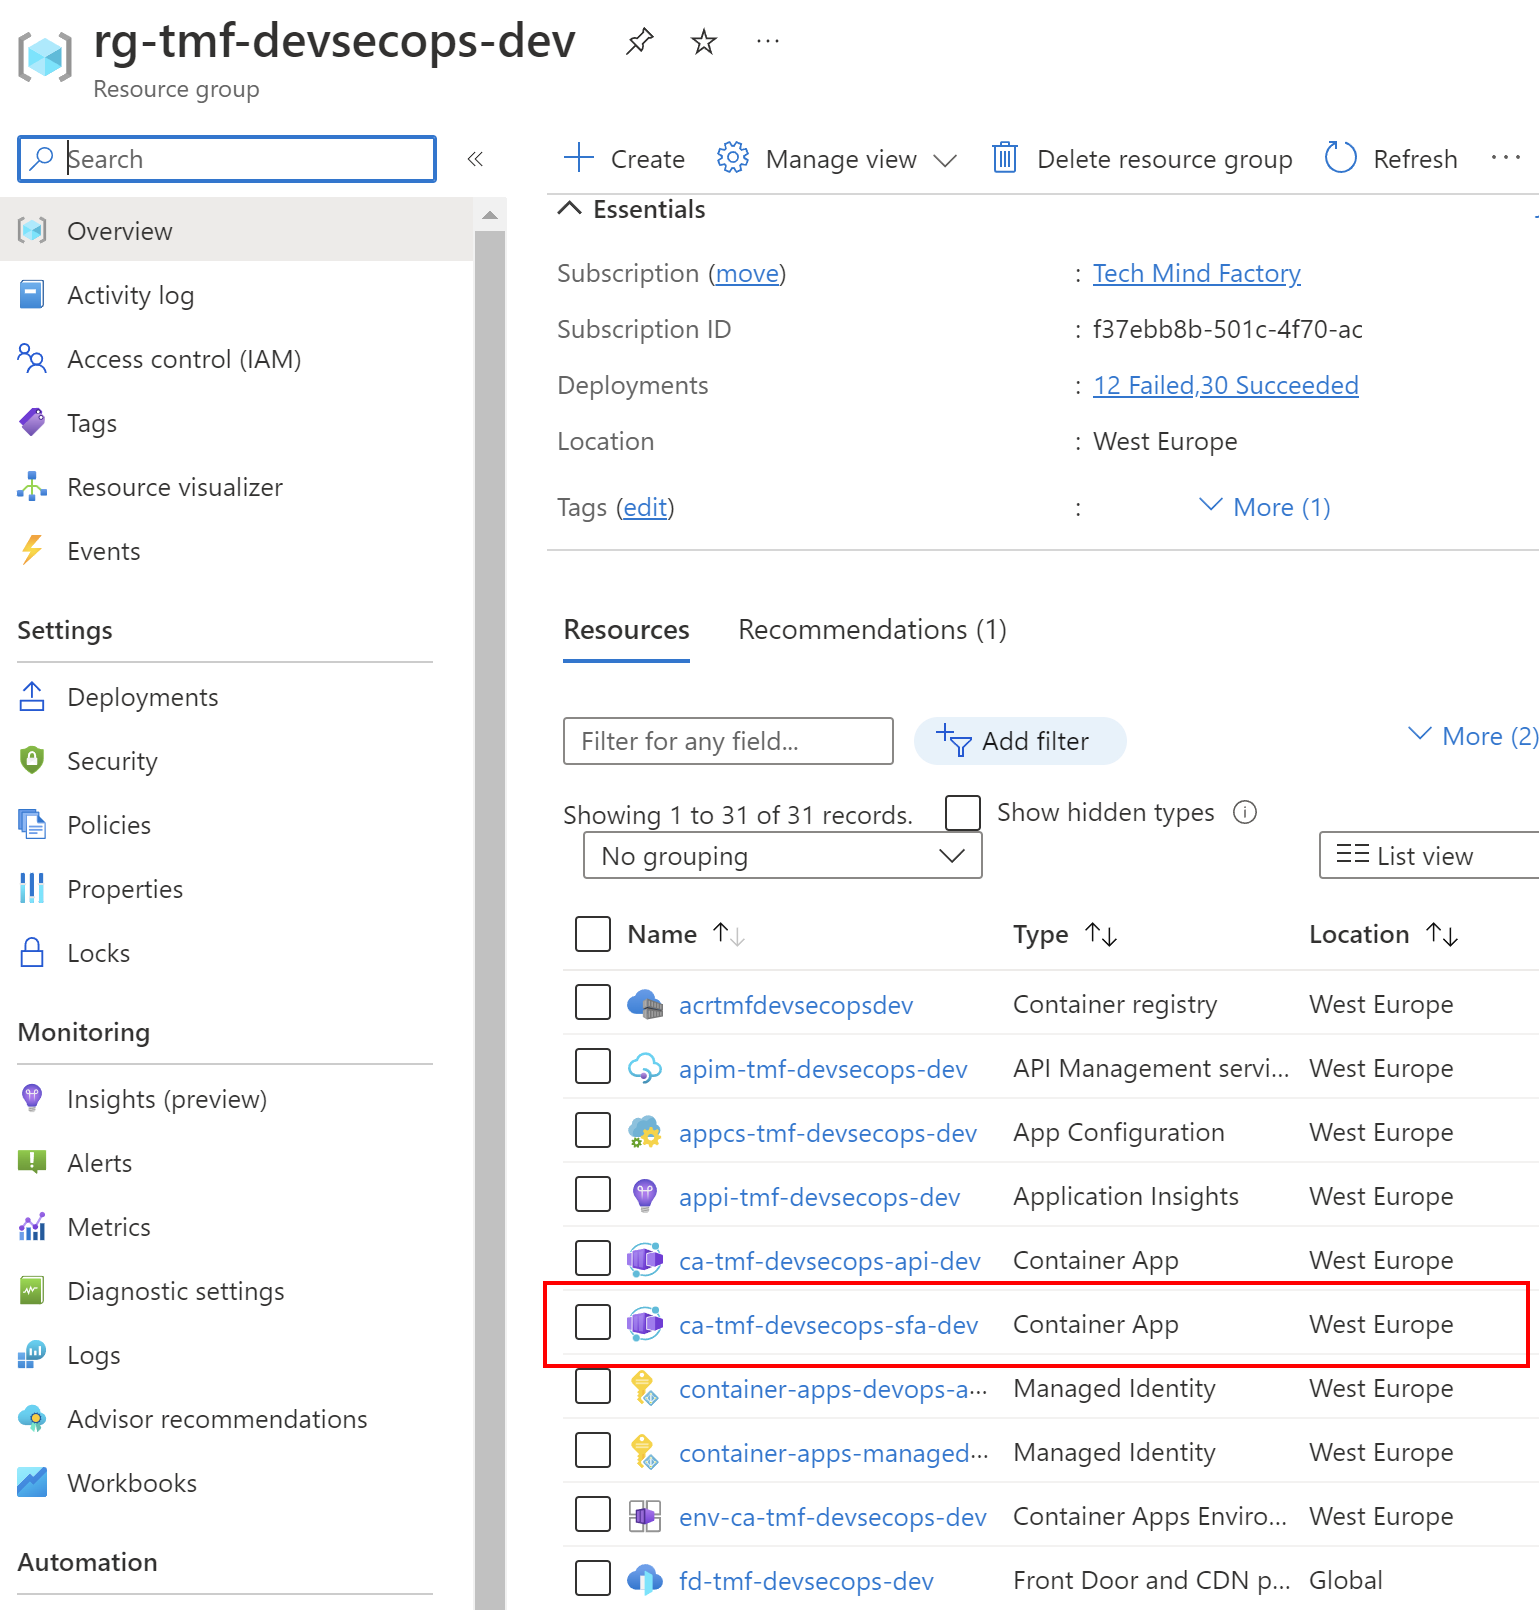 rg-tmf-devsecops-dev
Resource group
Search
Overview
Activity log
Access control (IAM)
Tags
Resource visualizer
Events
Settings
Deployments
Security
Policies
Properties
Locks
Monitoring
Insights (preview)
Alerts
Metrics
Diagnostic settings
Logs
Advisor recommendations
Workbooks
Automation
Create Manage view Delete resource group Refresh ...
Essentials
Subscription (move) : Tech Mind Factory
Subscription ID : f37ebb8b-501c-4f70-ac
Deployments : 12 Failed,30 Succeeded
Location : West Europe
Tags (edit) : More (1)
Resources Recommendations (1)
Filter for any field... Add filter More (2)
Showing 1 to 31 of 31 records. Show hidden types
No grouping List view
Name Type Location
acrtmfdevsecopsdev Container registry West Europe
apim-tmf-devsecops-dev API Management servi... West Europe
appcs-tmf-devsecops-dev App Configuration West Europe
appi-tmf-devsecops-dev Application Insights West Europe
ca-tmf-devsecops-api-dev Container App West Europe
ca-tmf-devsecops-sfa-dev Container App West Europe
container-apps-devops-a... Managed Identity West Europe
container-apps-managed... Managed Identity West Europe
env-ca-tmf-devsecops-dev Container Apps Enviro... West Europe
fd-tmf-devsecops-dev Front Door and CDN p... Global